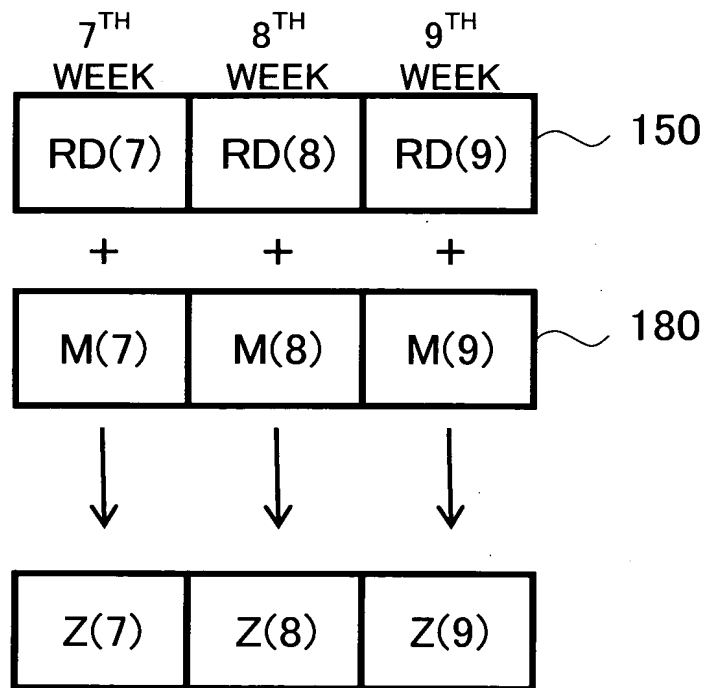 7TH WEEK 8TH WEEK 9TH WEEK
RD(7) RD(8) RD(9) 150
+ + +
M(7) M(8) M(9) 180
Z(7) Z(8) Z(9)